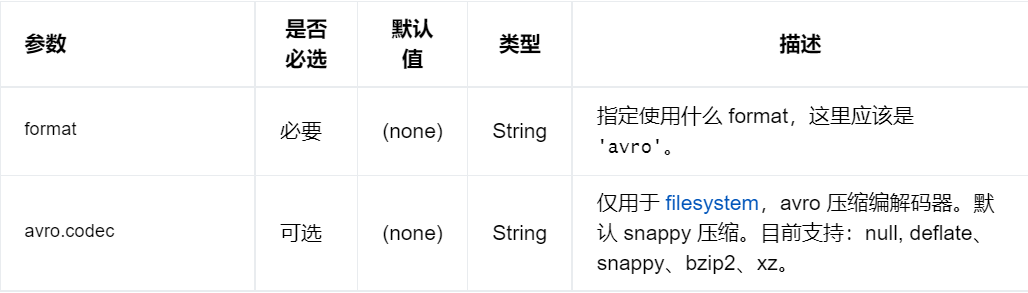 参数 是否必选 默认值 类型 描述
format 必要 (none) String 指定使用什么 format，这里应该是
'avro'。
avro.codec 可选 (none) String 仅用于 filesystem，avro 压缩编解码器。默
认 snappy 压缩。目前支持：null, deflate、
snappy、bzip2、xz。